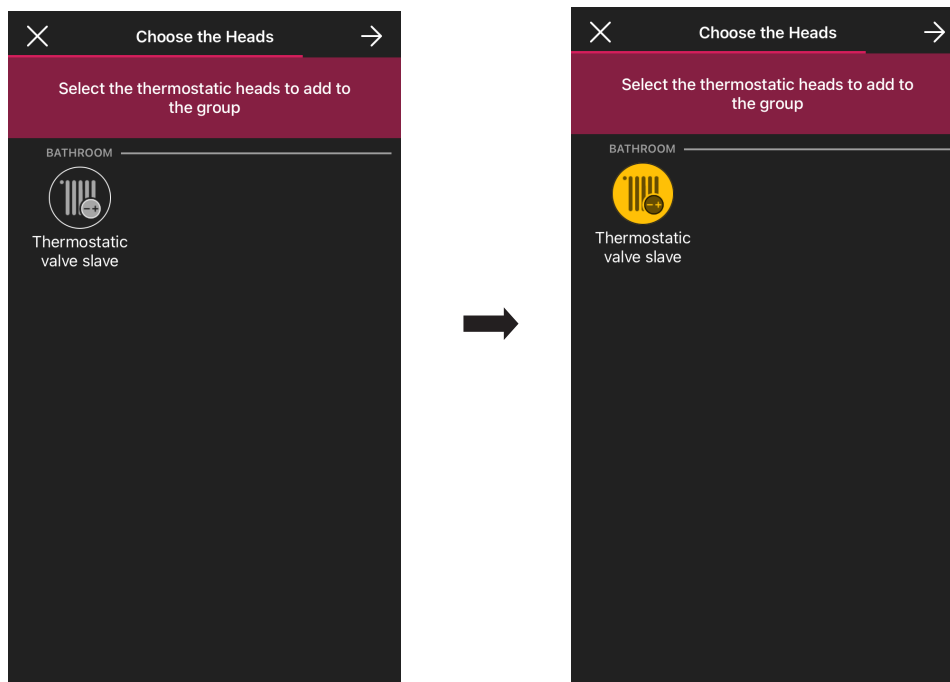 Choose the Heads
Select the thermostatic heads to add to
the group
BATHROOM
Thermostatic
valve slave
Choose the Heads
Select the thermostatic heads to add to
the group
BATHROOM
Thermostatic
valve slave